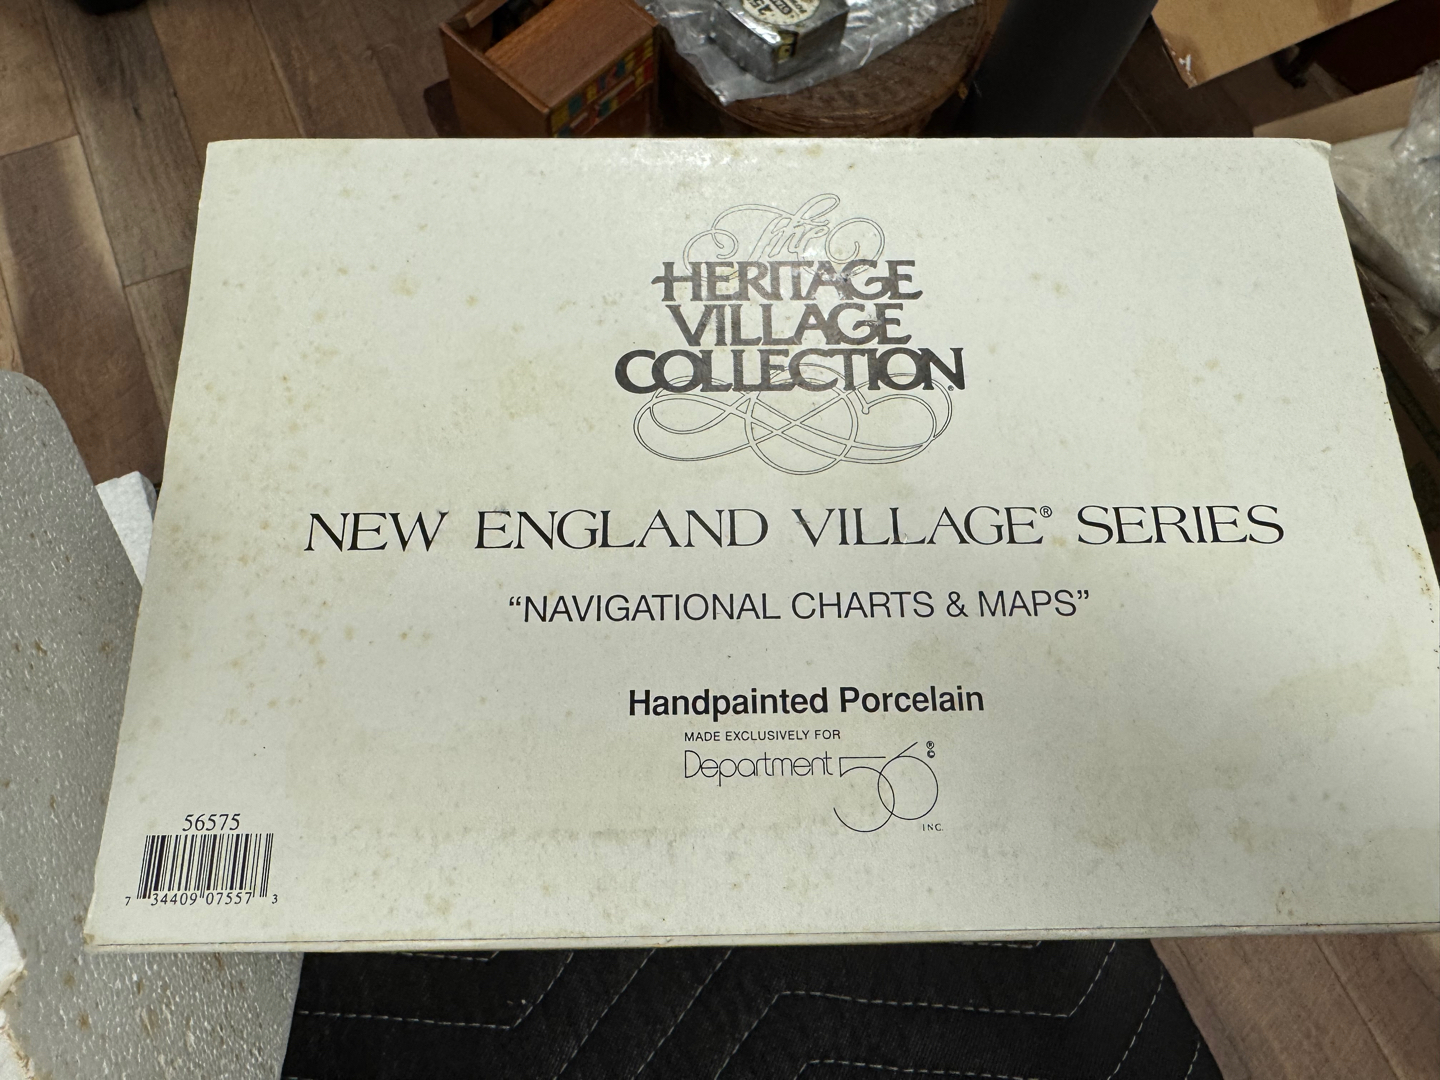 The
HERITAGE
VILLAGE
COLLECTION®
NEW ENGLAND VILLAGE® SERIES
“NAVIGATIONAL CHARTS & MAPS”
Handpainted Porcelain
MADE EXCLUSIVELY FOR
Department 56 ®©
INC.
56575
7 34409 07557 3